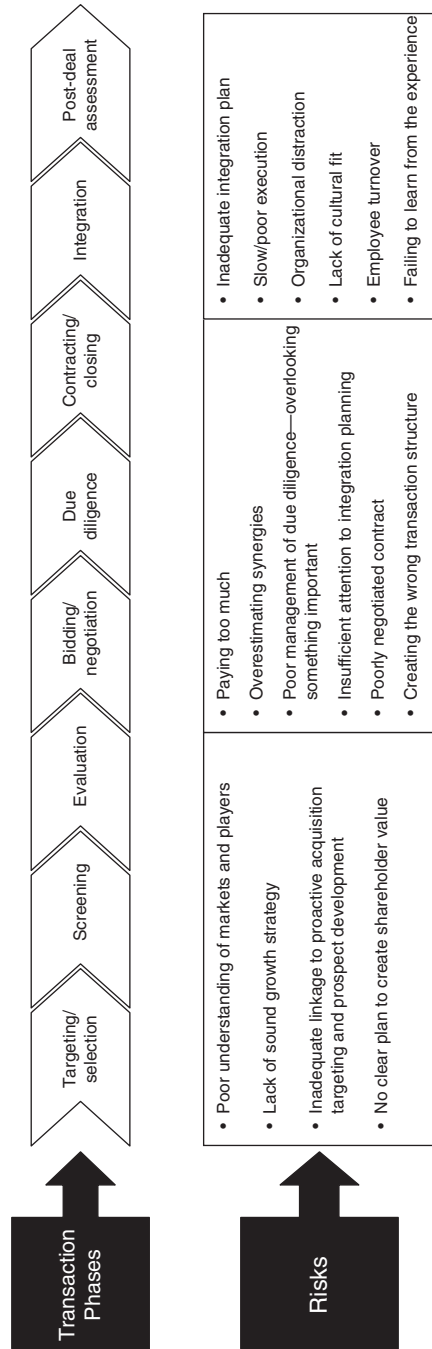 Transaction
Phases
Targeting/
selection
Screening
Evaluation
Bidding/
negotiation
Due
diligence
Contracting/
closing
Integration
Post-deal
assessment
Risks
• Poor understanding of markets and players
• Lack of sound growth strategy
• Inadequate linkage to proactive acquisition
targeting and prospect development
• No clear plan to create shareholder value
• Paying too much
• Overestimating synergies
• Poor management of due diligence—overlooking
something important
• Insufficient attention to integration planning
• Poorly negotiated contract
• Creating the wrong transaction structure
• Inadequate integration plan
• Slow/poor execution
• Organizational distraction
• Lack of cultural fit
• Employee turnover
• Failing to learn from the experience